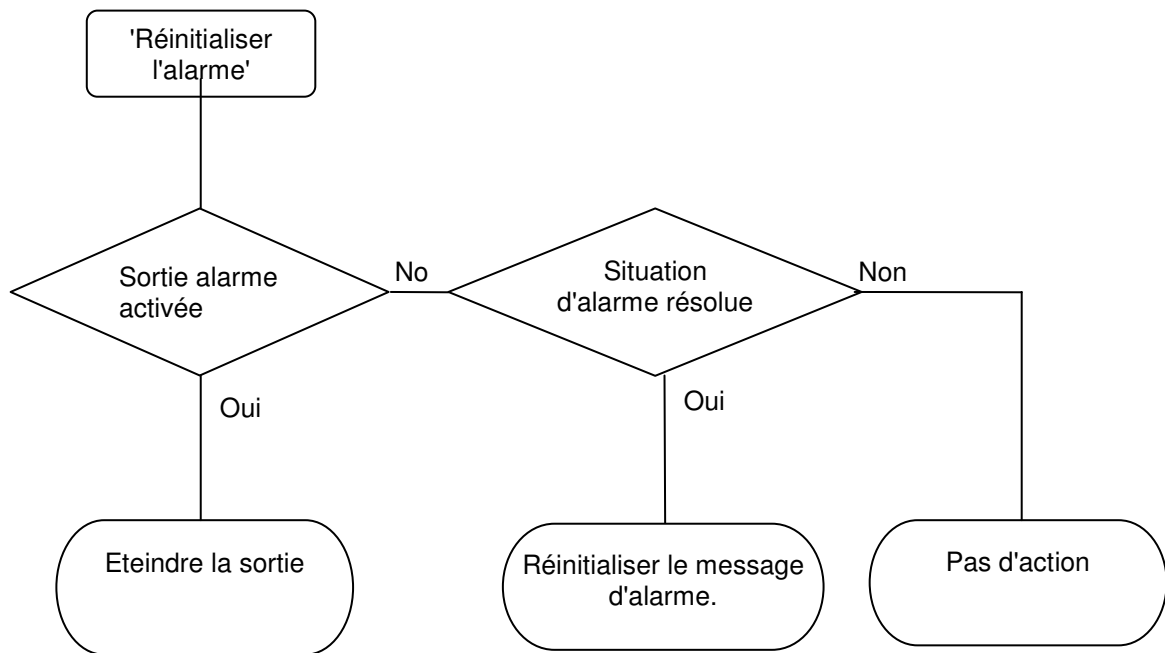 'Réinitialiser
l'alarme'
Sortie alarme
activée
No
Situation
d'alarme résolue
Non
Oui
Oui
Eteindre la sortie
Réinitialiser le message
d'alarme.
Pas d'action